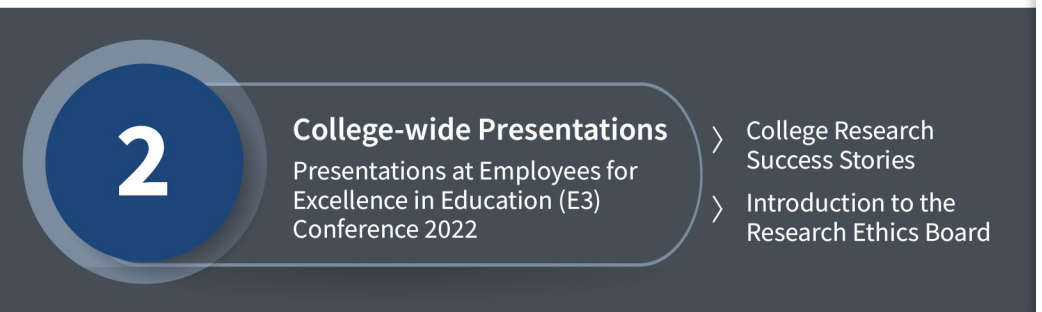 2
College-wide Presentations
Presentations at Employees for
Excellence in Education (E3)
Conference 2022
〉 College Research
Success Stories
〉 Introduction to the
Research Ethics Board